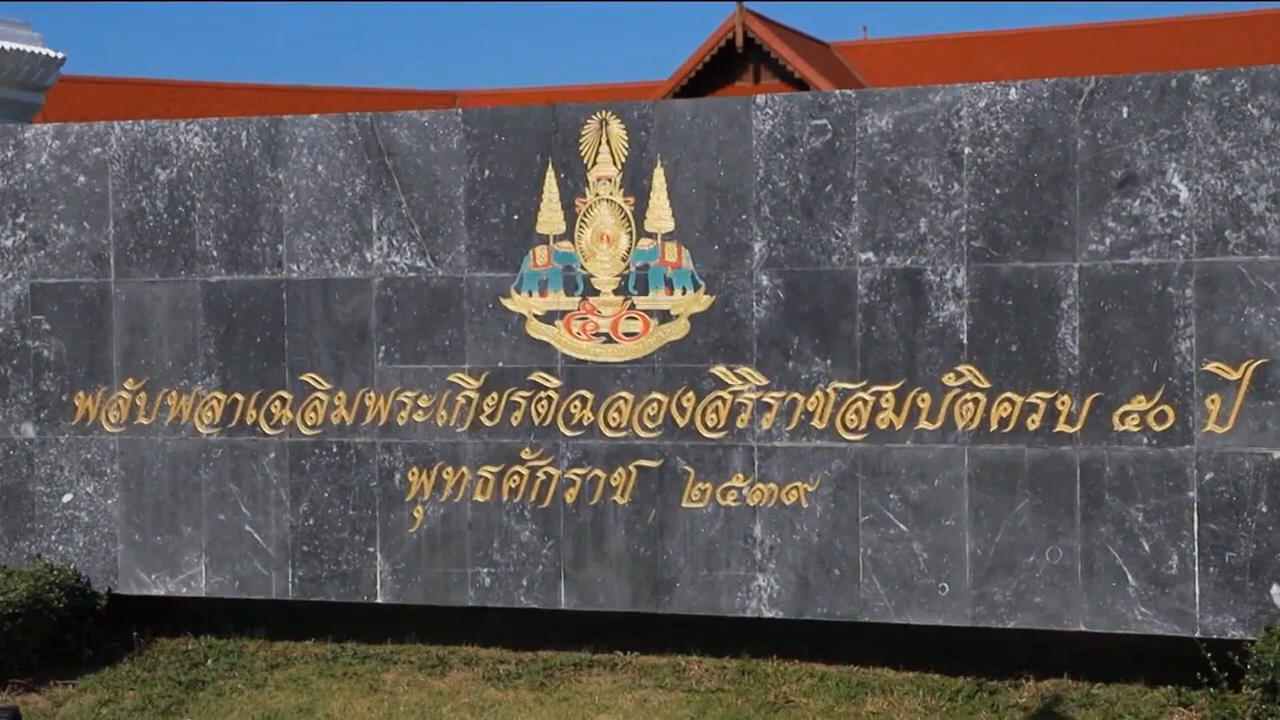 ๕๐
พลับพลาเฉลิมพระเกียรติฉลองสิริราชสมบัติครบ ๕๐ ปี
พุทธศักราช ๒๕๓๙